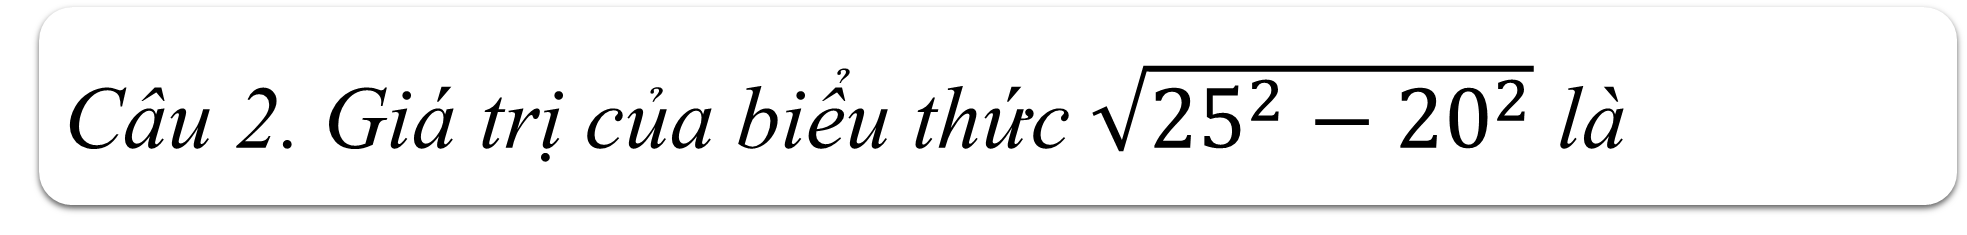 Câu 2. Giá trị của biểu thức √25² − 20² là